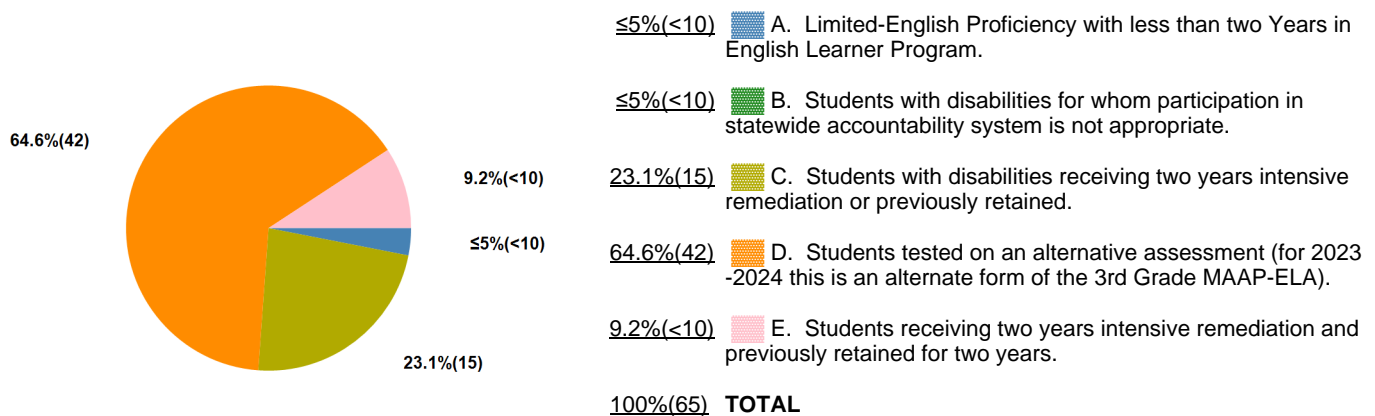 64.6%(42)
9.2%(<10)
≤5%(<10)
23.1%(15)
≤5%(<10) A. Limited-English Proficiency with less than two Years in
English Learner Program.
≤5%(<10) B. Students with disabilities for whom participation in
statewide accountability system is not appropriate.
23.1%(15) C. Students with disabilities receiving two years intensive
remediation or previously retained.
64.6%(42) D. Students tested on an alternative assessment (for 2023
-2024 this is an alternate form of the 3rd Grade MAAP-ELA).
9.2%(<10) E. Students receiving two years intensive remediation and
previously retained for two years.
100%(65) TOTAL